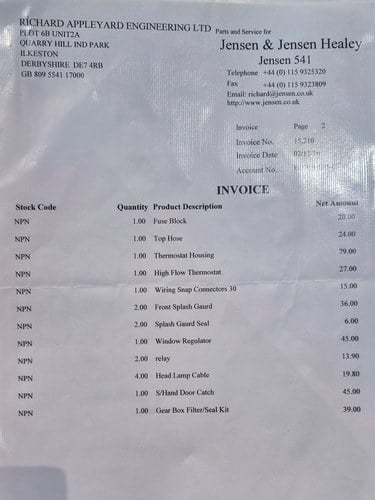 RICHARD APPLEYARD ENGINEERING LTD
PLOT 6B UNIT2A
QUARRY HILL IND PARK
ILKESTON
DERBYSHIRE DE7 4RB
GB 809 5541 17000
Parts and Service for
Jensen & Jensen Healey
Jensen 541
Telephone +44 (0) 115 9325320
Fax +44 (0) 115 9323809
Email: richard@jensen.co.uk
http://www.jensen.co.uk
Invoice Page 2
Invoice No. 15,210
Invoice Date 02/12/16
Account No.
INVOICE
Stock Code Quantity Product Description Net Amount
NPN 1.00 Fuse Block 20.00
NPN 1.00 Top Hose 24.00
NPN 1.00 Thermostat Housing 79.00
NPN 1.00 High Flow Thermostat 27.00
NPN 1.00 Wiring Snap Connectors 30 15.00
NPN 2.00 Front Splash Gaurd 36.00
NPN 2.00 Splash Gaurd Seal 6.00
NPN 1.00 Window Regulator 45.00
NPN 2.00 relay 13.90
NPN 4.00 Head Lamp Cable 19.80
NPN 1.00 S/Hand Door Catch 45.00
NPN 1.00 Gear Box Filter/Seal Kit 39.00